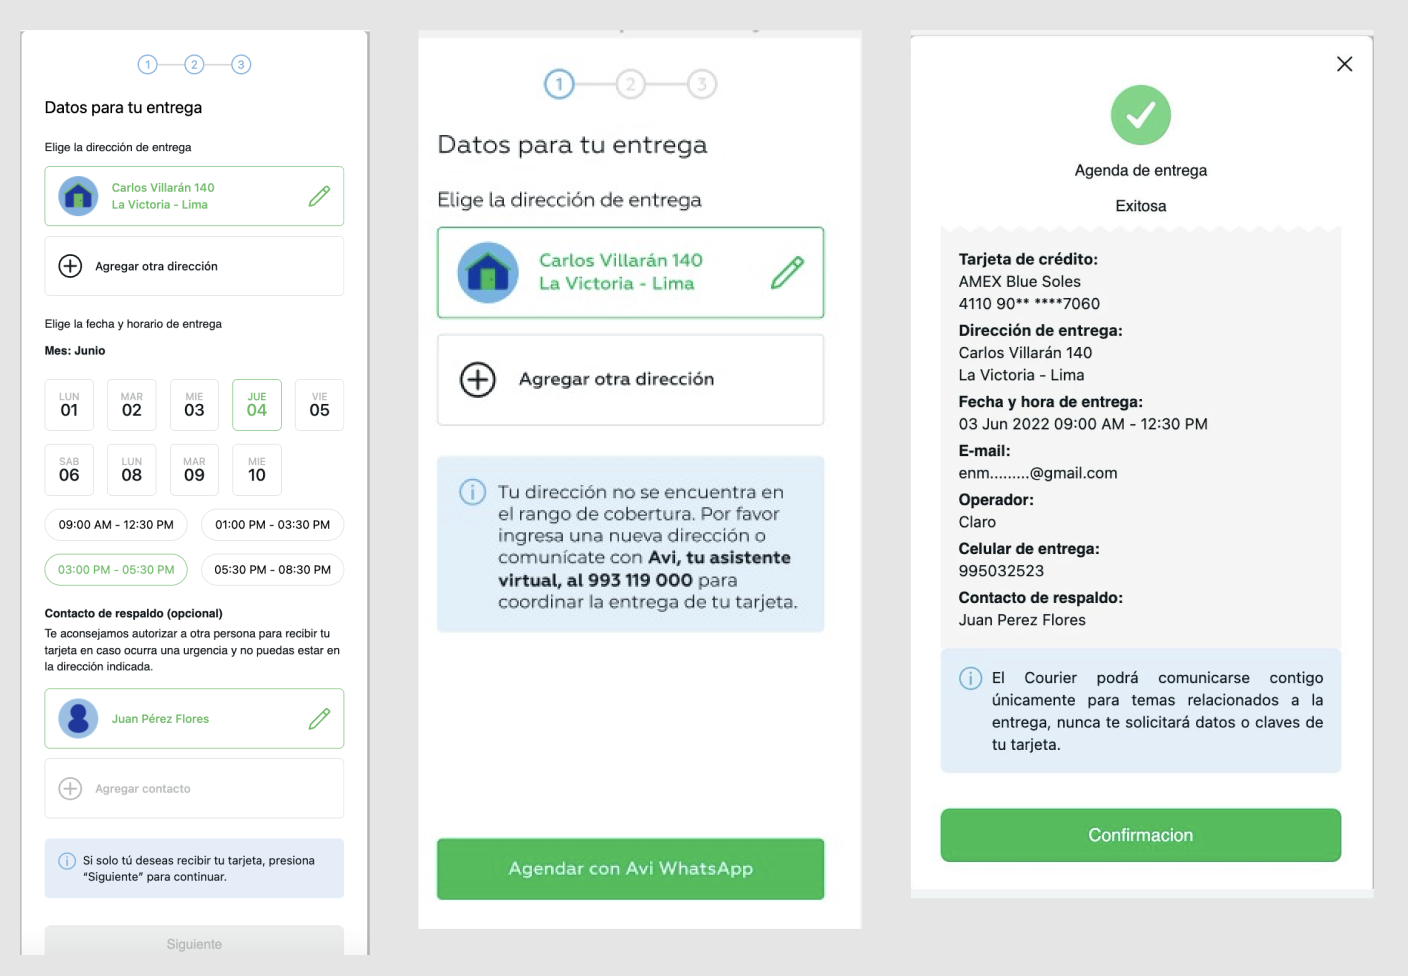 1 2 3
Datos para tu entrega
Elige la dirección de entrega
Carlos Villarán 140
La Victoria - Lima
Agregar otra dirección
Elige la fecha y horario de entrega
Mes: Junio
LUN MAR MIE JUE VIE
01 02 03 04 05
SAB LUN MAR MIE
06 08 09 10
09:00 AM - 12:30 PM 01:00 PM - 03:30 PM
03:00 PM - 05:30 PM 05:30 PM - 08:30 PM
Contacto de respaldo (opcional)
Te aconsejamos autorizar a otra persona para recibir tu
tarjeta en caso ocurra una urgencia y no puedas estar en
la dirección indicada.
Juan Pérez Flores
Agregar contacto
Si solo tú deseas recibir tu tarjeta, presiona
“Siguiente” para continuar.
Siguiente
1 2 3
Datos para tu entrega
Elige la dirección de entrega
Carlos Villarán 140
La Victoria - Lima
Agregar otra dirección
Tu dirección no se encuentra en
el rango de cobertura. Por favor
ingresa una nueva dirección o
comunícate con Avi, tu asistente
virtual, al 993 119 000 para
coordinar la entrega de tu tarjeta.
Agendar con Avi WhatsApp
Agenda de entrega
Exitosa
Tarjeta de crédito:
AMEX Blue Soles
4110 90** ****7060
Dirección de entrega:
Carlos Villarán 140
La Victoria - Lima
Fecha y hora de entrega:
03 Jun 2022 09:00 AM - 12:30 PM
E-mail:
enm.........@gmail.com
Operador:
Claro
Celular de entrega:
995032523
Contacto de respaldo:
Juan Perez Flores
El Courier podrá comunicarse contigo
únicamente para temas relacionados a la
entrega, nunca te solicitará datos o claves de
tu tarjeta.
Confirmacion